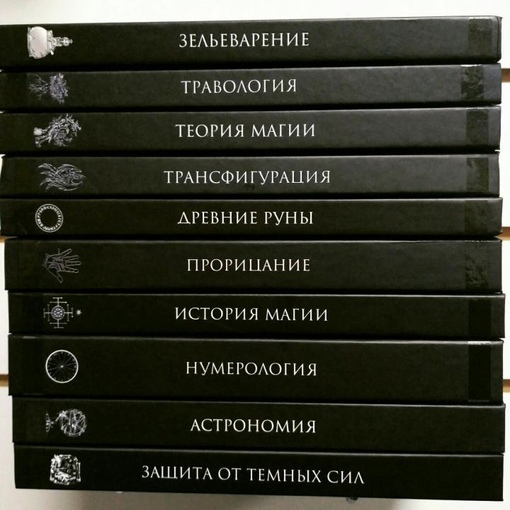 ЗЕЛЬЕВАРЕНИЕ
ТРАВОЛОГИЯ
ТЕОРИЯ МАГИИ
ТРАНСФИГУРАЦИЯ
ДРЕВНИЕ РУНЫ
ПРОРИЦАНИЕ
ИСТОРИЯ МАГИИ
НУМЕРОЛОГИЯ
АСТРОНОМИЯ
ЗАЩИТА ОТ ТЕМНЫХ СИЛ